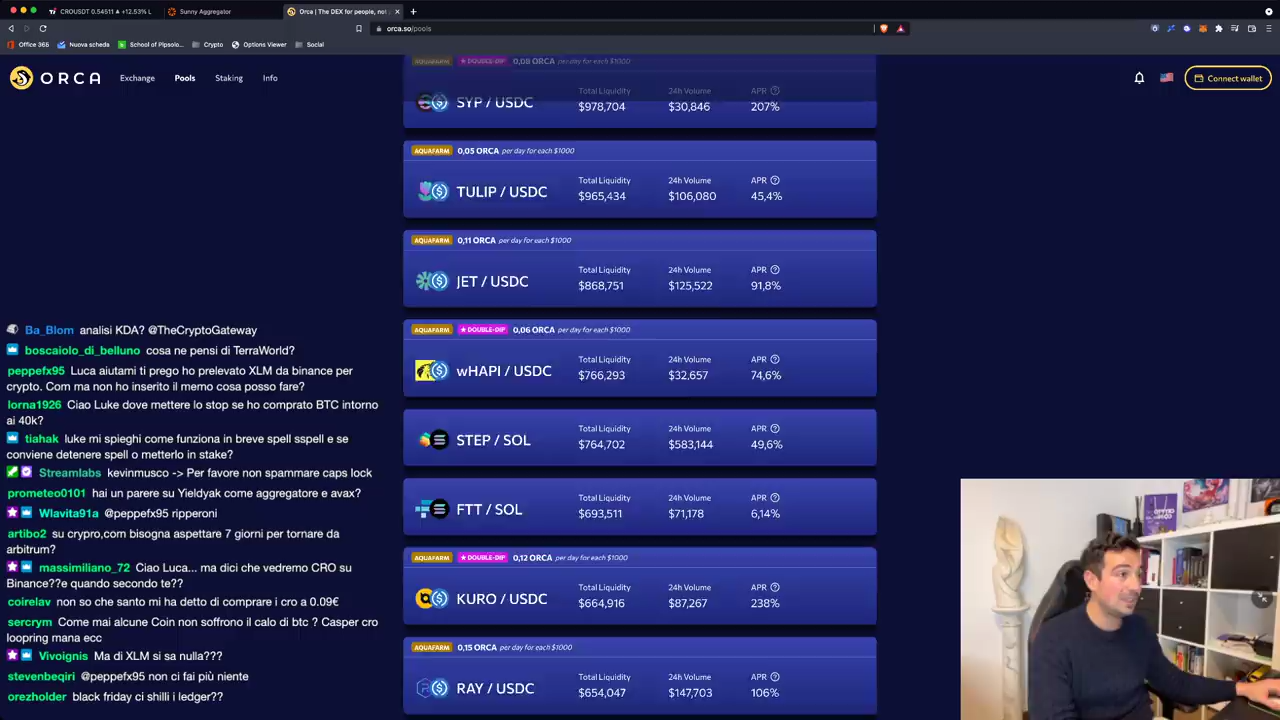 CROUSDT 0.54511 ▲ +12.53% L
Sunny Aggregator
Orca | The DEX for people, not
orca.so/pools
Office 365
Nuova scheda
School of Pipsolo...
Crypto
Options Viewer
Social
ORCA
Exchange
Pools
Staking
Info
Connect wallet
AQUAFARM ★ DOUBLE-DIP 0,08 ORCA per day for each $1000
SYP / USDC
Total Liquidity
$978,704
24h Volume
$30,846
APR ?
207%
AQUAFARM 0,05 ORCA per day for each $1000
TULIP / USDC
Total Liquidity
$965,434
24h Volume
$106,080
APR ?
45,4%
AQUAFARM 0,11 ORCA per day for each $1000
JET / USDC
Total Liquidity
$868,751
24h Volume
$125,522
APR ?
91,8%
AQUAFARM ★ DOUBLE-DIP 0,06 ORCA per day for each $1000
wHAPI / USDC
Total Liquidity
$766,293
24h Volume
$32,657
APR ?
74,6%
STEP / SOL
Total Liquidity
$764,702
24h Volume
$583,144
APR ?
49,6%
FTT / SOL
Total Liquidity
$693,511
24h Volume
$71,178
APR ?
6,14%
AQUAFARM ★ DOUBLE-DIP 0,12 ORCA per day for each $1000
KURO / USDC
Total Liquidity
$664,916
24h Volume
$87,267
APR ?
238%
AQUAFARM 0,15 ORCA per day for each $1000
RAY / USDC
Total Liquidity
$654,047
24h Volume
$147,703
APR ?
106%
Ba_Blom analisi KDA? @TheCryptoGateway
boscaiolo_di_belluno cosa ne pensi di TerraWorld?
peppefx95 Luca aiutami ti prego ho prelevato XLM da binance per
crypto. Com ma non ho inserito il memo cosa posso fare?
lorna1926 Ciao Luke dove mettere lo stop se ho comprato BTC intorno
ai 40k?
tiahak luke mi spieghi come funziona in breve spell sspell e se
conviene detenere spell o metterlo in stake?
Streamlabs kevinmusco -> Per favore non spammare caps lock
prometeo0101 hai un parere su Yieldyak come aggregatore e avax?
Wlavita91a @peppefx95 ripperoni
artibo2 su crypro,com bisogna aspettare 7 giorni per tornare da
arbitrum?
massimiliano_72 Ciao Luca... ma dici che vedremo CRO su
Binance??e quando secondo te??
coirelav non so che santo mi ha detto di comprare i cro a 0.09€
sercrym Come mai alcune Coin non soffrono il calo di btc ? Casper cro
loopring mana ecc
Vivoignis Ma di XLM si sa nulla???
stevenbeqiri @peppefx95 non ci fai più niente
orezholder black friday ci shilli i ledger??